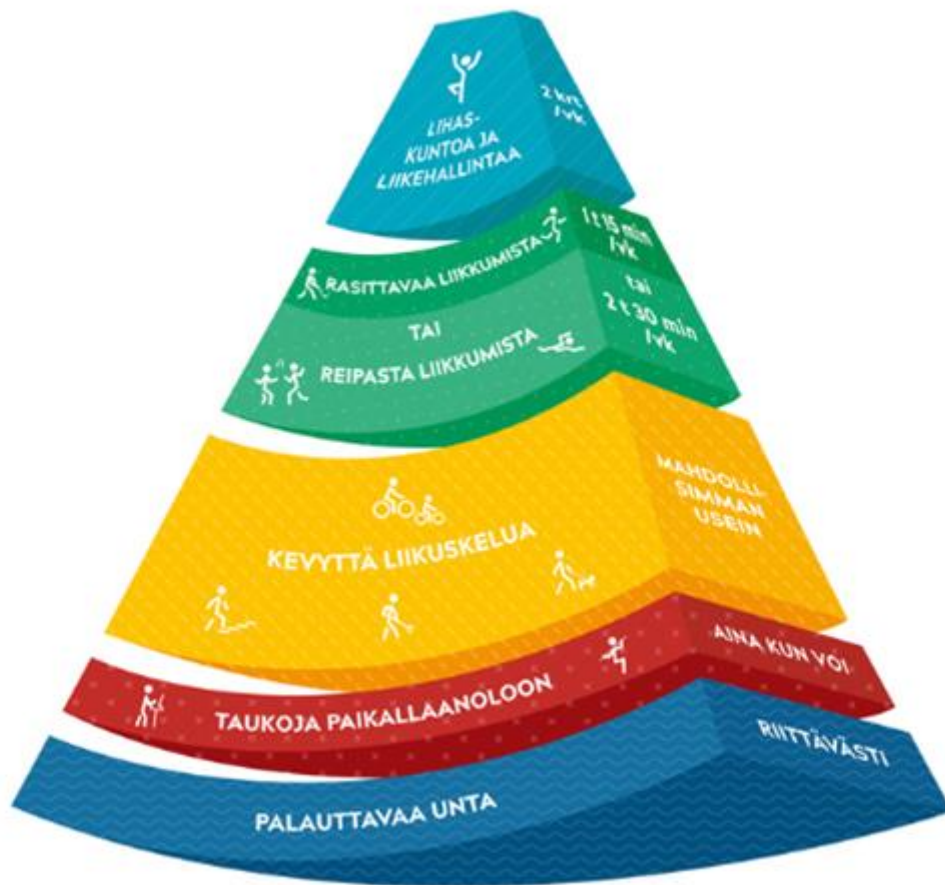 LIHAS-
KUNTOA JA
LIIKEHALLINTAA
2 krt
/vk
RASITTAVAA LIIKKUMISTA
1 t 15 min
/vk
TAI
tai
REIPASTA LIIKKUMISTA
2 t 30 min
/vk
KEVYTTÄ LIIKUSKELUA
MAHDOLLI-
SIMMAN
USEIN
TAUKOJA PAIKALLAANOLOON
AINA KUN VOI
PALAUTTAVAA UNTA
RIITTÄVÄSTI